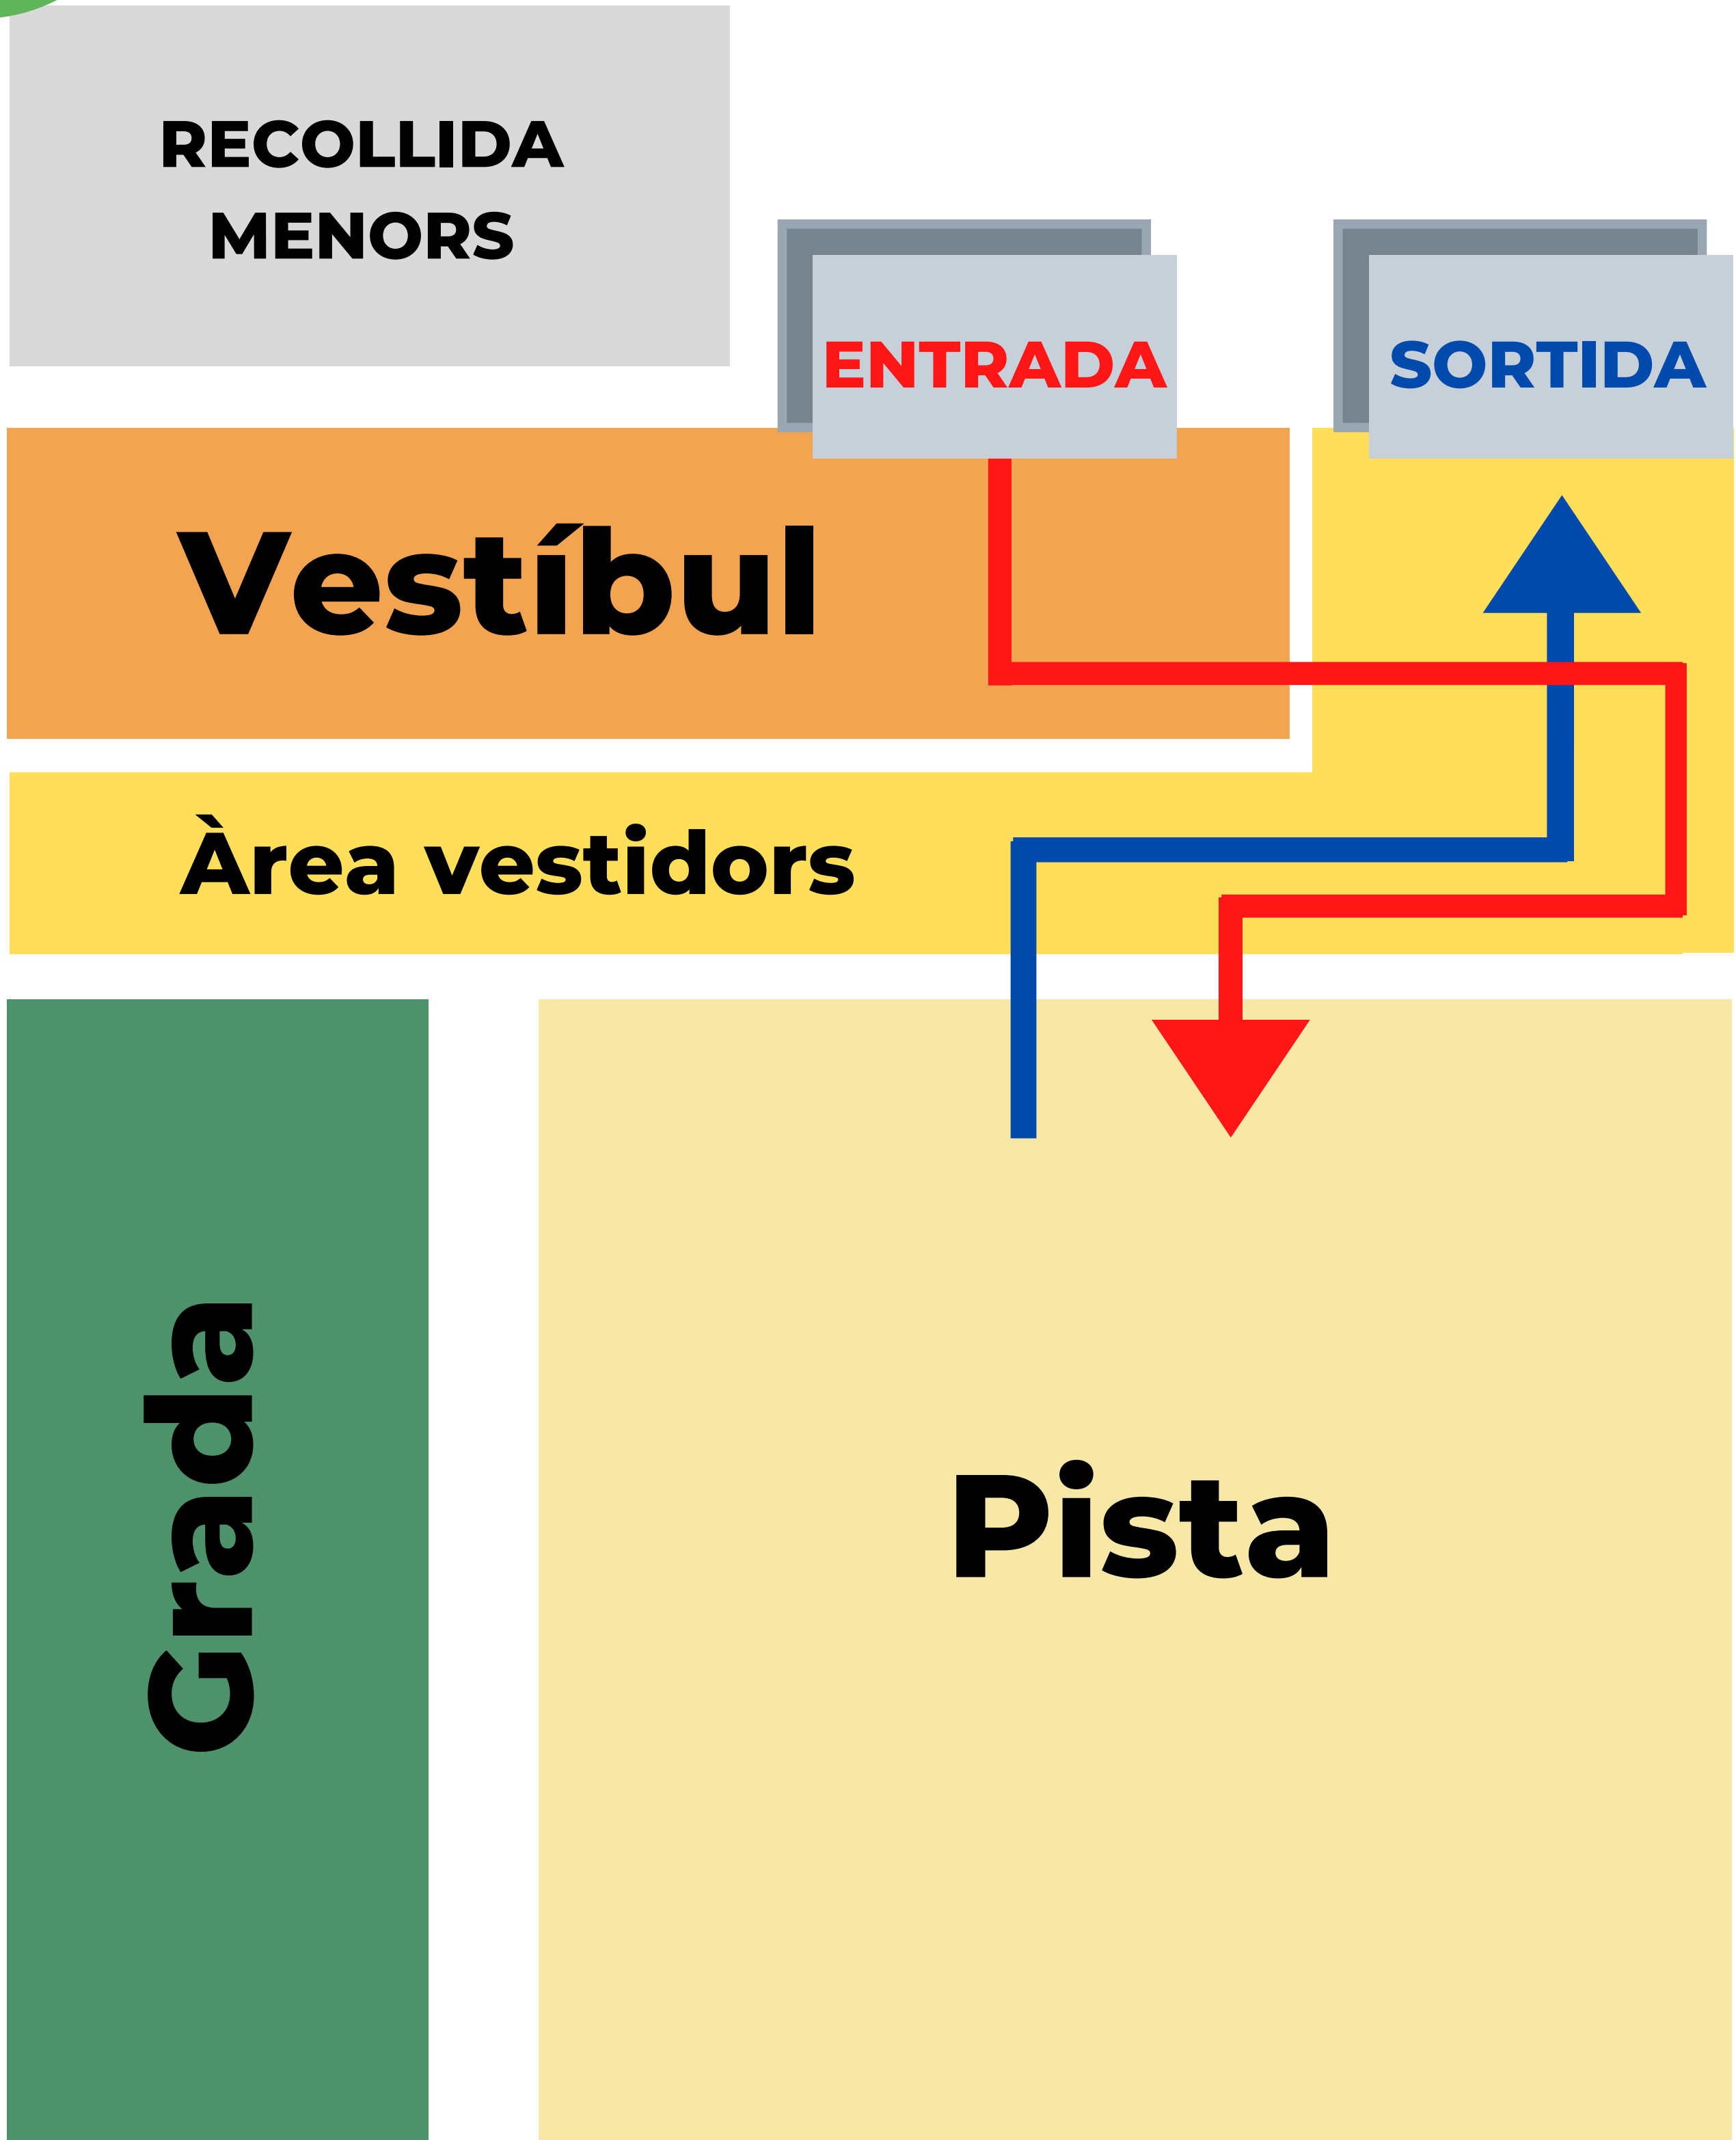 RECOLLIDA
MENORS
ENTRADA
SORTIDA
Vestíbul
Àrea vestidors
Grada
Pista